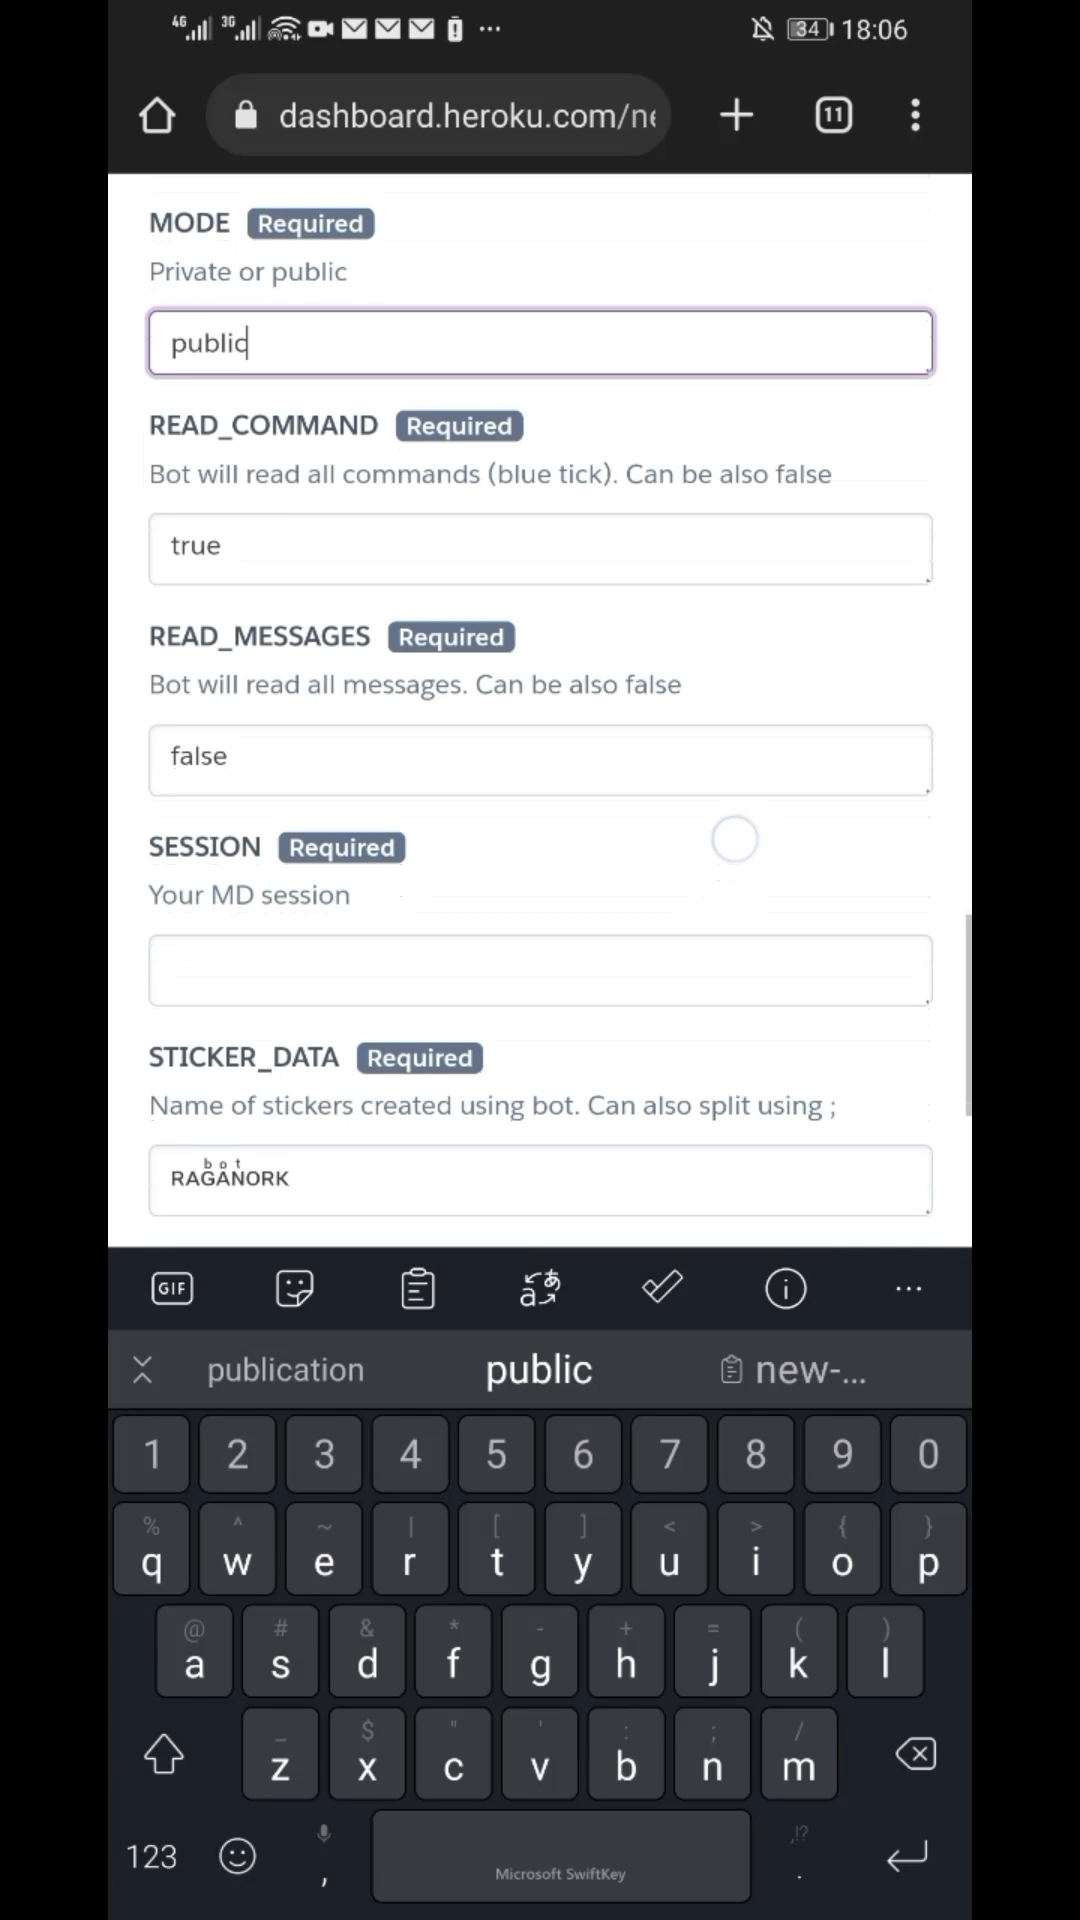 4G 3G 34 18:06
dashboard.heroku.com/ne 11
MODE Required
Private or public
public
READ_COMMAND Required
Bot will read all commands (blue tick). Can be also false
true
READ_MESSAGES Required
Bot will read all messages. Can be also false
false
SESSION Required
Your MD session
STICKER_DATA Required
Name of stickers created using bot. Can also split using ;
bot
RAGANORK
GIF
publication public new-...
1 2 3 4 5 6 7 8 9 0
% ^ ~ | [ ] < > { }
q w e r t y u i o p
@ # & * - + = ( )
a s d f g h j k l
_ $ " ' : ; /
z x c v b n m
,!?
123 , Microsoft SwiftKey .